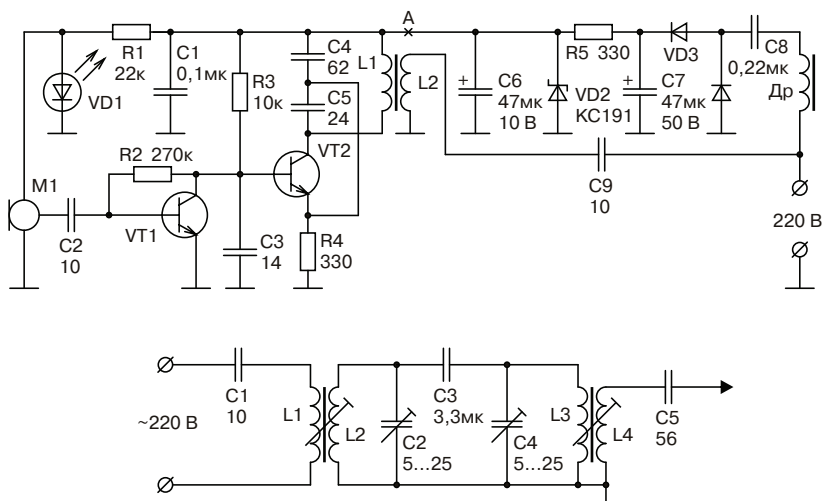 A
R1
22к
C1
0,1мк
VD1
R3
10к
C4
62
C5
24
L1
L2
C6
47мк
10 В
R5 330
VD2
КС191
C7
47мк
50 В
VD3
C8
0,22мк
Др
+
+
R2 270к
VT2
M1
C2
10
VT1
C3
14
R4
330
C9
10
220 В
~220 В
C1
10
L1
L2
C2
5...25
C3
3,3мк
C4
5...25
L3
L4
C5
56